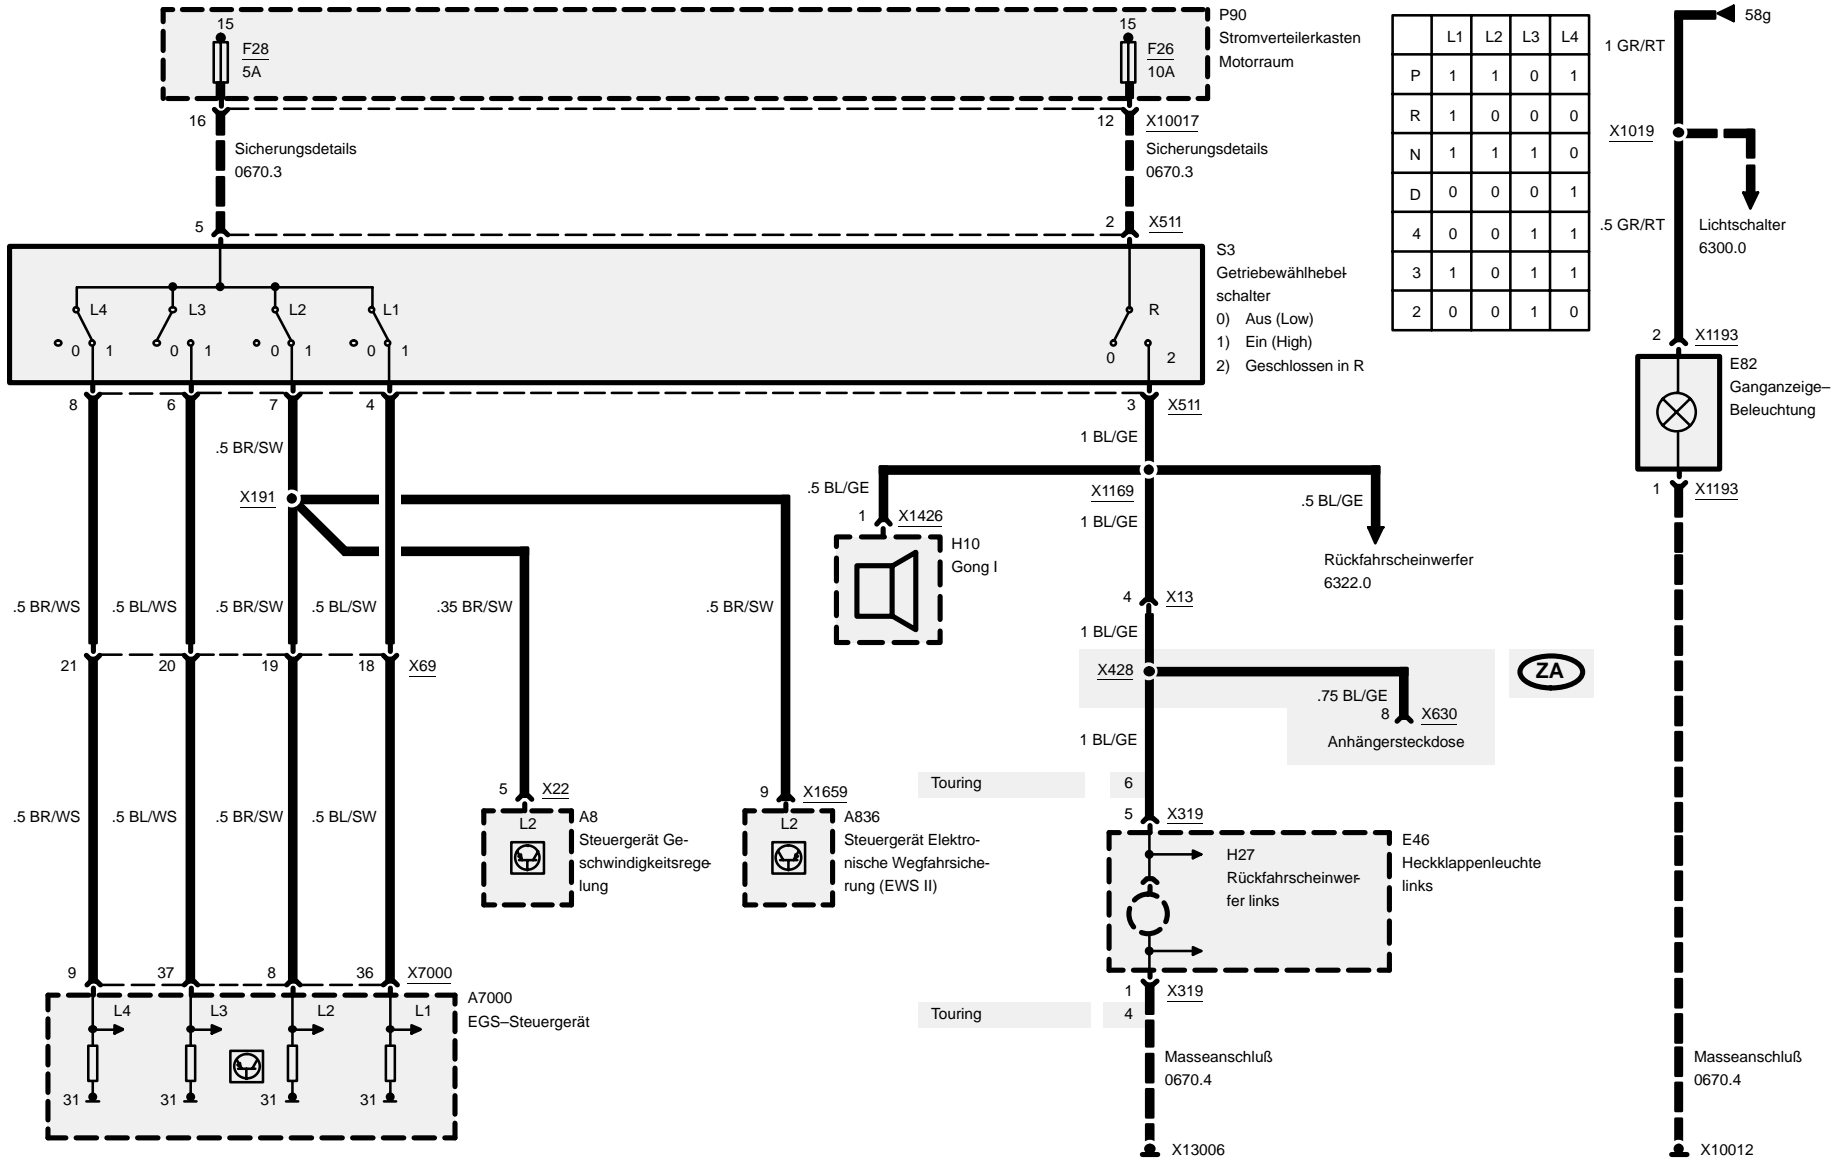 15
F28
5A
15
F26
10A
P90
Stromverteilerkasten
Motorraum
16
12
X10017
Sicherungsdetails
0670.3
Sicherungsdetails
0670.3
5
2
X511
S3
Getriebewählhebel-
schalter
0) Aus (Low)
1) Ein (High)
2) Geschlossen in R
L4
L3
L2
L1
R
0 1
0 1
0 1
0 1
0 2
L1 L2 L3 L4
P 1 1 0 1
R 1 0 0 0
N 1 1 1 0
D 0 0 0 1
4 0 0 1 1
3 1 0 1 1
2 0 0 1 0
58g
1 GR/RT
X1019
.5 GR/RT
Lichtschalter
6300.0
2
X1193
E82
Ganganzeige–
Beleuchtung
1
X1193
8
6
7
4
3
X511
.5 BR/SW
X191
1 BL/GE
.5 BL/GE
X1169
1 BL/GE
.5 BL/GE
1
X1426
H10
Gong I
Rückfahrscheinwerfer
6322.0
.5 BR/WS
.5 BL/WS
.5 BR/SW
.5 BL/SW
.35 BR/SW
.5 BR/SW
4
X13
1 BL/GE
21
20
19
18
X69
X428
ZA
.75 BL/GE
8
X630
Anhängersteckdose
1 BL/GE
Touring
6
5
X22
9
X1659
5
X319
.5 BR/WS
.5 BL/WS
.5 BR/SW
.5 BL/SW
L2
A8
Steuergerät Ge-
schwindigkeitsrege-
lung
L2
A836
Steuergerät Elektro-
nische Wegfahrsiche-
rung (EWS II)
H27
Rückfahrscheinwer-
fer links
E46
Heckklappenleuchte
links
9
37
8
36
X7000
1
X319
Touring
4
A7000
EGS–Steuergerät
L4
L3
L2
L1
31
31
31
31
Masseanschluß
0670.4
Masseanschluß
0670.4
X13006
X10012